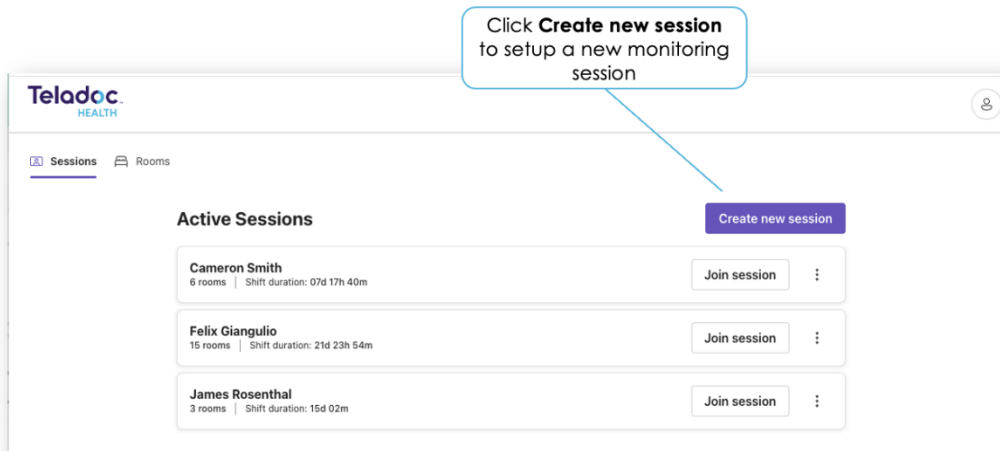 Click Create new session
to setup a new monitoring
session
Teladoc
HEALTH
Sessions Rooms
Active Sessions
Create new session
Cameron Smith
6 rooms | Shift duration: 07d 17h 40m
Join session
Felix Giangulio
15 rooms | Shift duration: 21d 23h 54m
Join session
James Rosenthal
3 rooms | Shift duration: 15d 02m
Join session